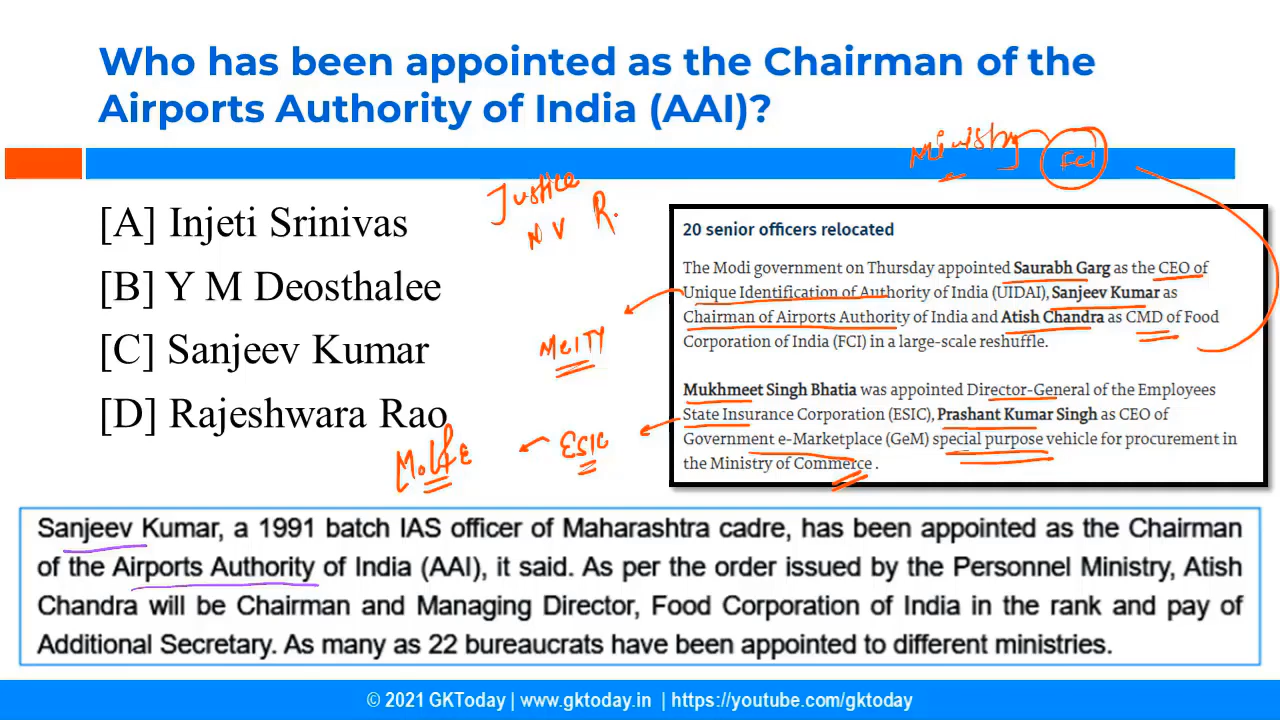 Who has been appointed as the Chairman of the
Airports Authority of India (AAI)?
Ministry
FCI
[A] Injeti Srinivas
[B] Y M Deosthalee
[C] Sanjeev Kumar
[D] Rajeshwara Rao
Justice
N V R.
MeITY
ESIC
MoLE
20 senior officers relocated
The Modi government on Thursday appointed Saurabh Garg as the CEO of
Unique Identification of Authority of India (UIDAI), Sanjeev Kumar as
Chairman of Airports Authority of India and Atish Chandra as CMD of Food
Corporation of India (FCI) in a large-scale reshuffle.
Mukhmeet Singh Bhatia was appointed Director-General of the Employees
State Insurance Corporation (ESIC), Prashant Kumar Singh as CEO of
Government e-Marketplace (GeM) special purpose vehicle for procurement in
the Ministry of Commerce .
Sanjeev Kumar, a 1991 batch IAS officer of Maharashtra cadre, has been appointed as the Chairman
of the Airports Authority of India (AAI), it said. As per the order issued by the Personnel Ministry, Atish
Chandra will be Chairman and Managing Director, Food Corporation of India in the rank and pay of
Additional Secretary. As many as 22 bureaucrats have been appointed to different ministries.
© 2021 GKToday | www.gktoday.in | https://youtube.com/gktoday